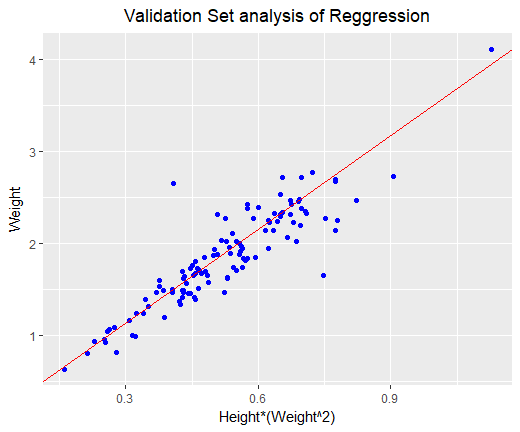 Validation Set analysis of Reggression
4
3
2
1
Weight
0.3
0.6
0.9
Height*(Weight^2)